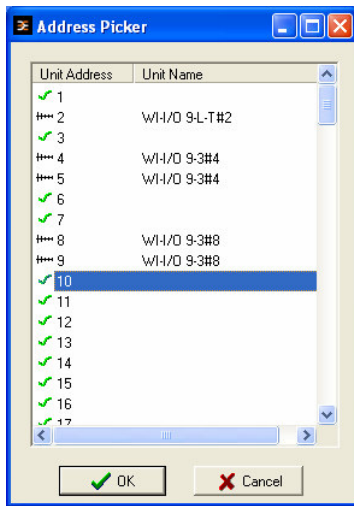 Address Picker
Unit Address Unit Name
1
2 WI-I/O 9-L-T#2
3
4 WI-I/O 9-3#4
5 WI-I/O 9-3#4
6
7
8 WI-I/O 9-3#8
9 WI-I/O 9-3#8
10
11
12
13
14
15
16
17
OK Cancel